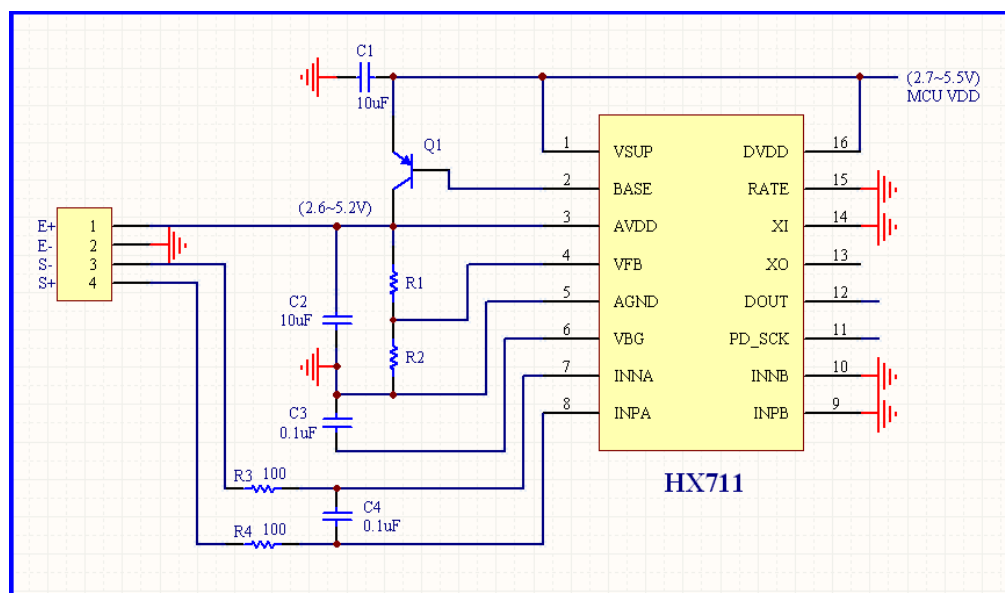 C1
10uF
(2.7~5.5V)
MCU VDD
Q1
1 VSUP DVDD 16
2 BASE RATE 15
(2.6~5.2V)
3 AVDD XI 14
E+ 1
E- 2
S- 3
S+ 4
4 VFB XO 13
R1
5 AGND DOUT 12
C2
10uF
6 VBG PD_SCK 11
R2
7 INNA INNB 10
8 INPA INPB 9
C3
0.1uF
R3 100
HX711
C4
0.1uF
R4 100